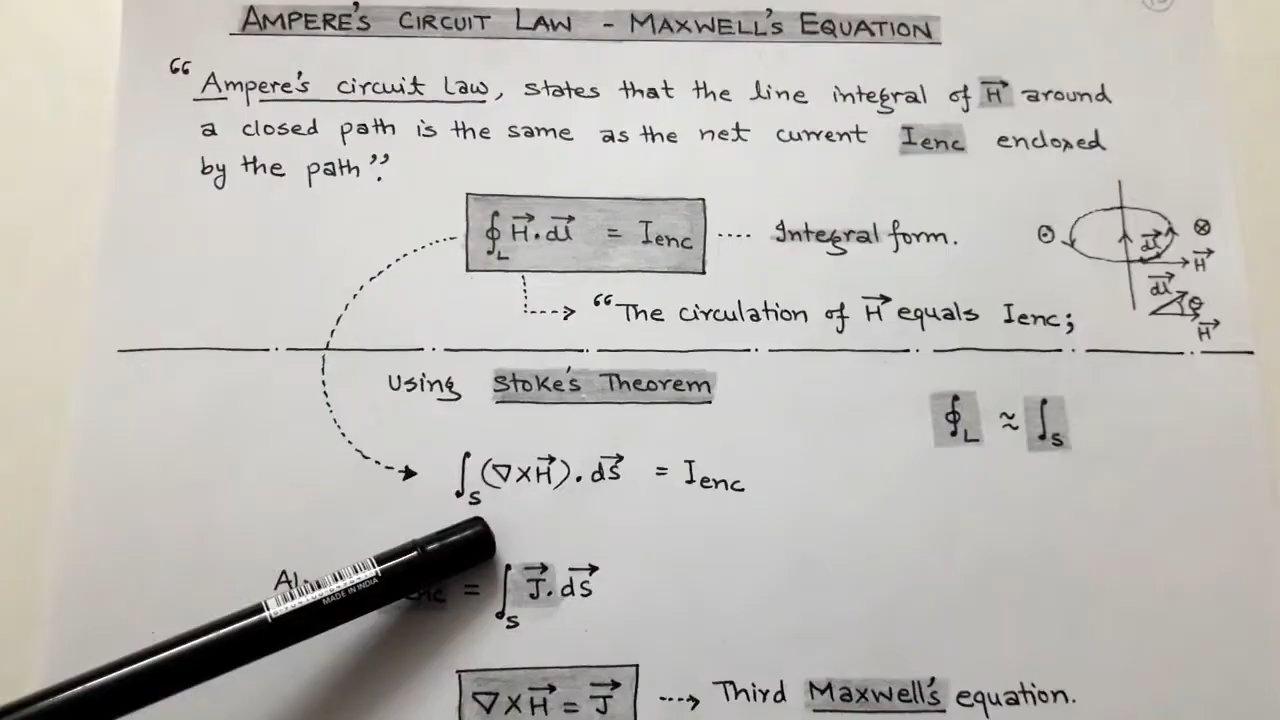 AMPERE'S CIRCUIT LAW - MAXWELL'S EQUATION
“ Ampere's circuit Law, states that the line integral of H⃗ around
a closed path is the same as the net current Ienc enclosed
by the path”.
∮L H⃗.dl⃗ = Ienc .... Integral form.
⊙ dl⃗ ⊗ H⃗
dl⃗ θ H⃗
“The circulation of H⃗ equals Ienc;
Using Stoke's Theorem
∮L ≈ ∫S
∫S (∇×H⃗).dS⃗ = Ienc
= ∫S J⃗.dS⃗
MADE IN INDIA
∇×H⃗ = J⃗ ---> Third Maxwell's equation.